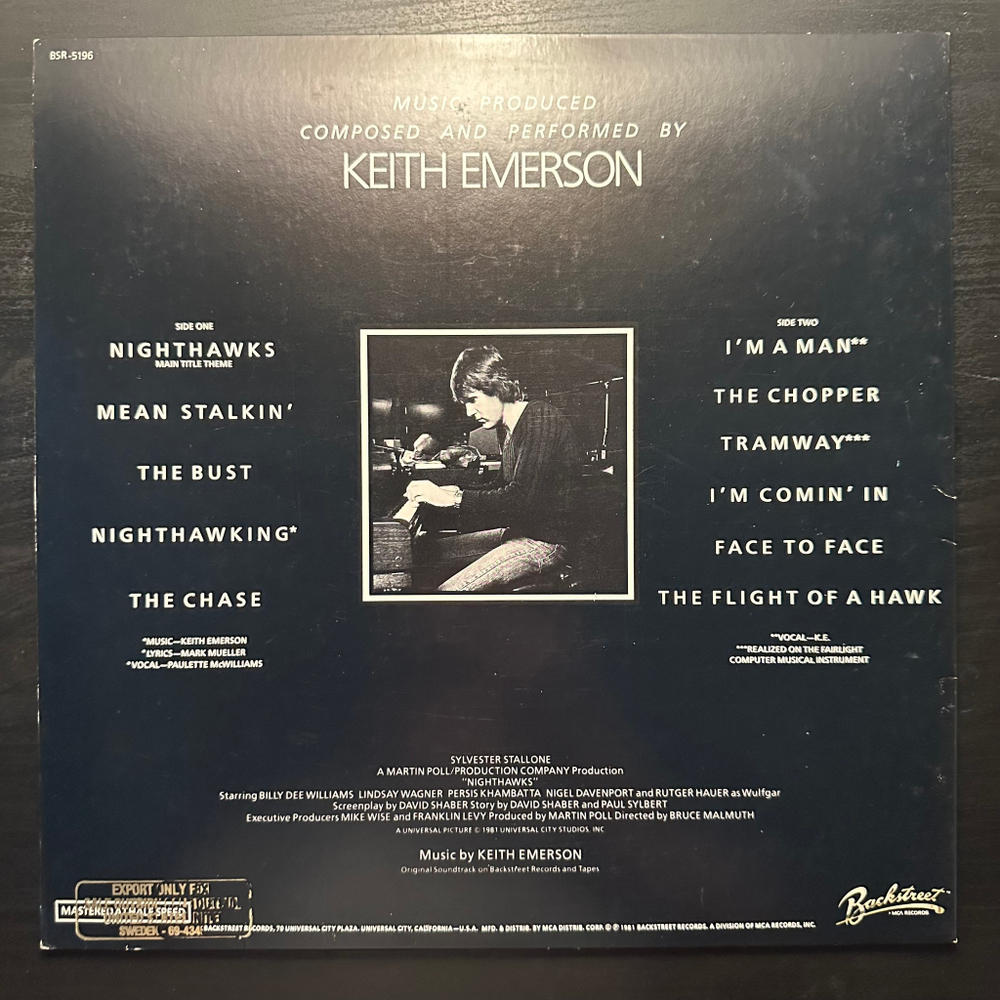 BSR-5196
MUSIC PRODUCED
COMPOSED AND PERFORMED BY
KEITH EMERSON
SIDE ONE
NIGHTHAWKS
MAIN TITLE THEME
MEAN STALKIN'
THE BUST
NIGHTHAWKING*
THE CHASE
*MUSIC—KEITH EMERSON
*LYRICS—MARK MUELLER
*VOCAL—PAULETTE McWILLIAMS
SIDE TWO
I'M A MAN**
THE CHOPPER
TRAMWAY***
I'M COMIN' IN
FACE TO FACE
THE FLIGHT OF A HAWK
**VOCAL—K.E.
***REALIZED ON THE FAIRLIGHT
COMPUTER MUSICAL INSTRUMENT
SYLVESTER STALLONE
A MARTIN POLL/PRODUCTION COMPANY Production
"NIGHTHAWKS"
Starring BILLY DEE WILLIAMS LINDSAY WAGNER PERSIS KHAMBATTA NIGEL DAVENPORT and RUTGER HAUER as Wulfgar
Screenplay by DAVID SHABER Story by DAVID SHABER and PAUL SYLBERT
Executive Producers MIKE WISE and FRANKLIN LEVY Produced by MARTIN POLL Directed by BRUCE MALMUTH
A UNIVERSAL PICTURE © 1981 UNIVERSAL CITY STUDIOS, INC
Music by KEITH EMERSON
Original Soundtrack on Backstreet Records and Tapes
EXPORT ONLY
MASTERED AT HALF SPEED
SWEDEN - 69-434
Backstreet
MCA RECORDS
BACKSTREET RECORDS, 70 UNIVERSAL CITY PLAZA, UNIVERSAL CITY, CALIFORNIA—U.S.A. MFD. & DISTRIB. BY MCA DISTRIB. CORP. © ℗ 1981 BACKSTREET RECORDS, A DIVISION OF MCA RECORDS, INC.